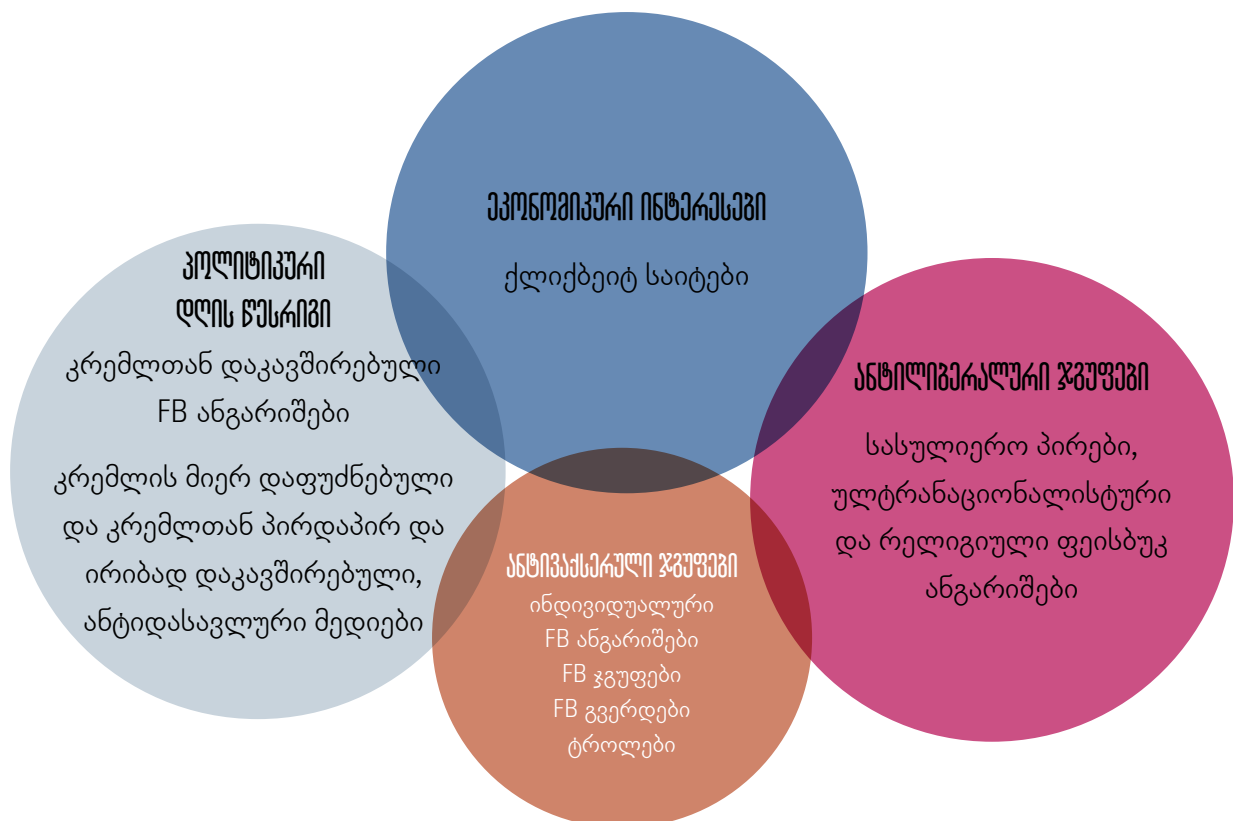 ეკონომიკური ინტერესები
ქლიქბეიტ საიტები
პოლიტიკური
დღის წესრიგი
კრემლთან დაკავშირებული
FB ანგარიშები
კრემლის მიერ დაფუძნებული
და კრემლთან პირდაპირ და
ირიბად დაკავშირებული,
ანტიდასავლური მედიები
ანტივაქსერული ჯგუფები
ინდივიდუალური
FB ანგარიშები
FB ჯგუფები
FB გვერდები
ტროლები
ანტილიბერალური ჯგუფები
სასულიერო პირები,
ულტრანაციონალისტური
და რელიგიული ფეისბუკ
ანგარიშები